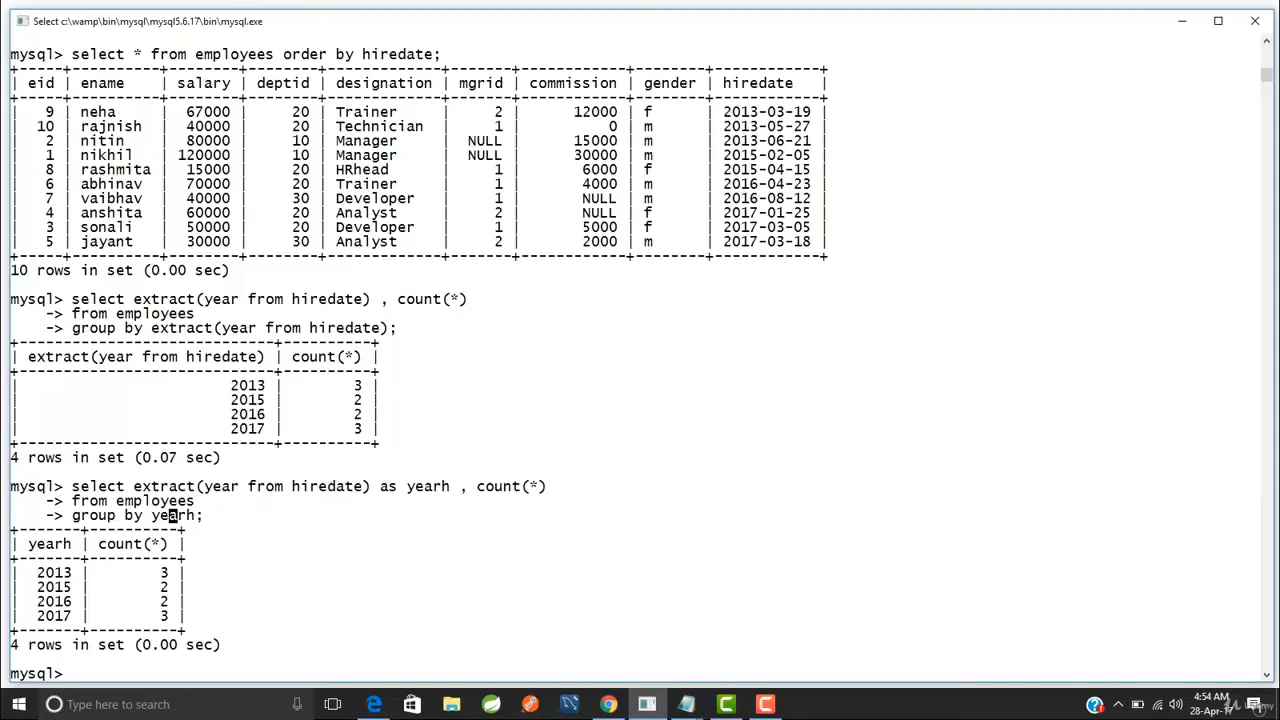 Select c:\wamp\bin\mysql\mysql5.6.17\bin\mysql.exe
mysql> select * from employees order by hiredate;
| eid | ename | salary | deptid | designation | mgrid | commission | gender | hiredate |
| 9 | neha | 67000 | 20 | Trainer | 2 | 12000 | f | 2013-03-19 |
| 10 | rajnish | 40000 | 20 | Technician | 1 | 0 | m | 2013-05-27 |
| 2 | nitin | 80000 | 10 | Manager | NULL | 15000 | m | 2013-06-21 |
| 1 | nikhil | 120000 | 10 | Manager | NULL | 30000 | m | 2015-02-05 |
| 8 | rashmita | 15000 | 20 | HRhead | 1 | 6000 | f | 2015-04-15 |
| 6 | abhinav | 70000 | 20 | Trainer | 1 | 4000 | m | 2016-04-23 |
| 7 | vaibhav | 40000 | 30 | Developer | 1 | NULL | m | 2016-08-12 |
| 4 | anshita | 60000 | 20 | Analyst | 2 | NULL | f | 2017-01-25 |
| 3 | sonali | 50000 | 20 | Developer | 1 | 5000 | f | 2017-03-05 |
| 5 | jayant | 30000 | 30 | Analyst | 2 | 2000 | m | 2017-03-18 |
10 rows in set (0.00 sec)
mysql> select extract(year from hiredate) , count(*)
-> from employees
-> group by extract(year from hiredate);
| extract(year from hiredate) | count(*) |
| 2013 | 3 |
| 2015 | 2 |
| 2016 | 2 |
| 2017 | 3 |
4 rows in set (0.07 sec)
mysql> select extract(year from hiredate) as yearh , count(*)
-> from employees
-> group by yearh;
| yearh | count(*) |
| 2013 | 3 |
| 2015 | 2 |
| 2016 | 2 |
| 2017 | 3 |
4 rows in set (0.00 sec)
mysql>
Type here to search
4:54 AM
28-Apr-